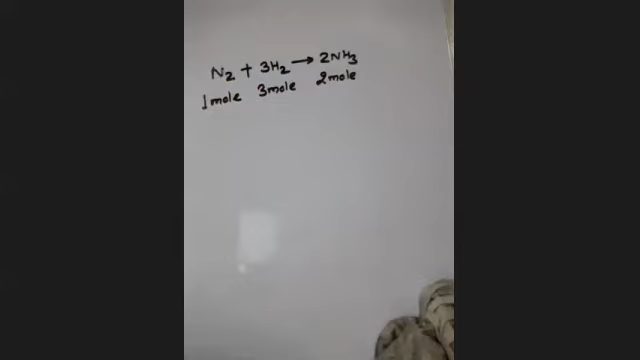 N₂ + 3H₂ → 2NH₃
1mole 3mole 2mole